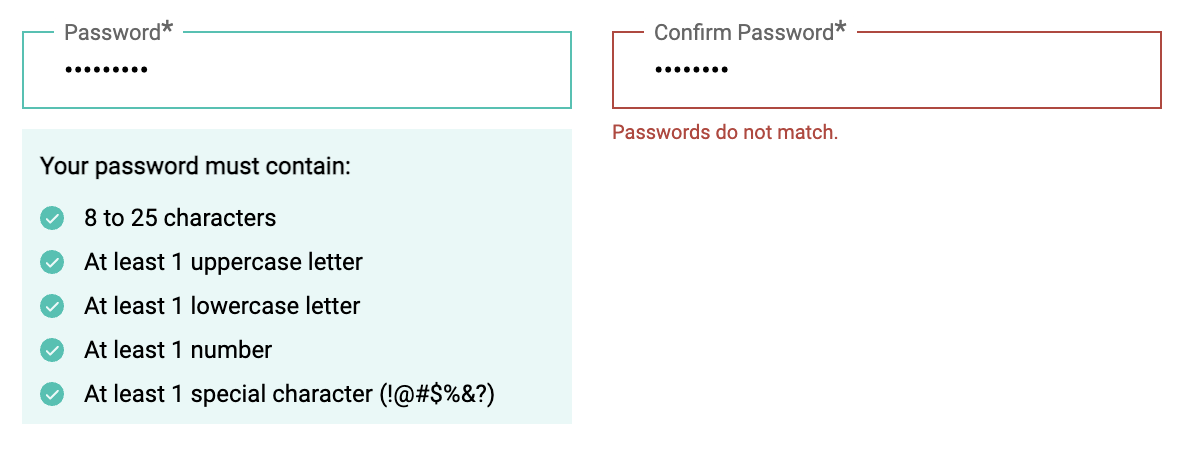 Password*
•••••••••
Confirm Password*
••••••••
Passwords do not match.
Your password must contain:
8 to 25 characters
At least 1 uppercase letter
At least 1 lowercase letter
At least 1 number
At least 1 special character (!@#$%&?)